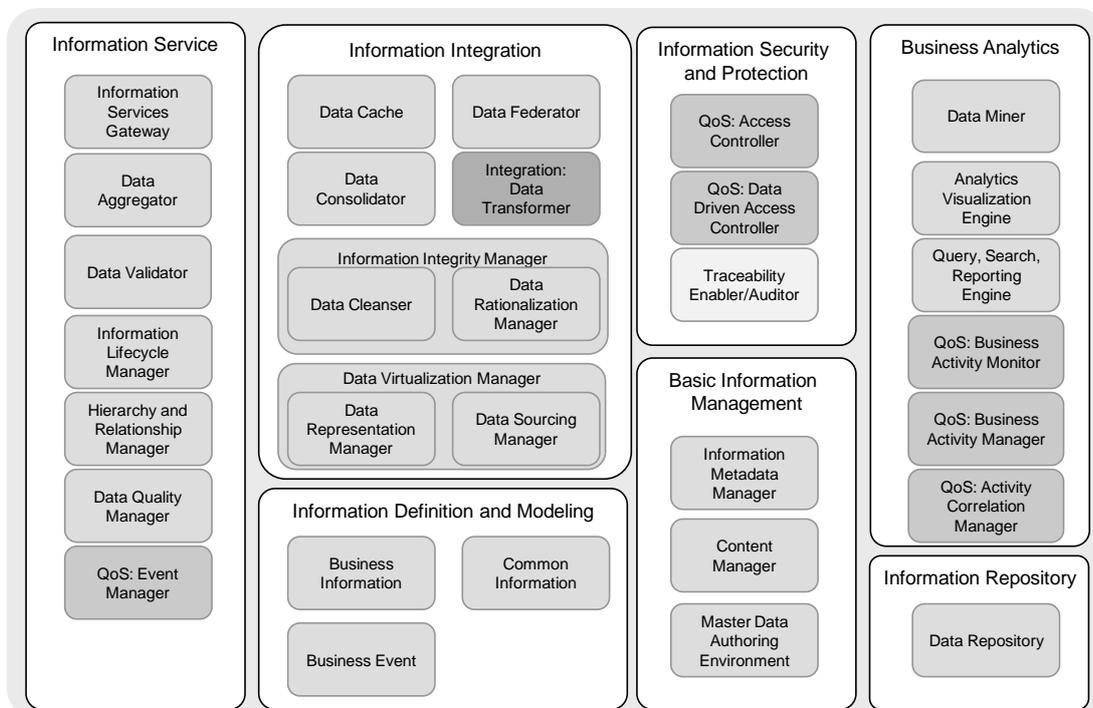 Information Service
Information
Services
Gateway
Data
Aggregator
Data Validator
Information
Lifecycle
Manager
Hierarchy and
Relationship
Manager
Data Quality
Manager
QoS: Event
Manager
Information Integration
Data Cache
Data Federator
Data
Consolidator
Integration:
Data
Transformer
Information Integrity Manager
Data Cleanser
Data
Rationalization
Manager
Data Virtualization Manager
Data
Representation
Manager
Data Sourcing
Manager
Information Definition and Modeling
Business
Information
Common
Information
Business Event
Information Security
and Protection
QoS: Access
Controller
QoS: Data
Driven Access
Controller
Traceability
Enabler/Auditor
Basic Information
Management
Information
Metadata
Manager
Content
Manager
Master Data
Authoring
Environment
Business Analytics
Data Miner
Analytics
Visualization
Engine
Query, Search,
Reporting
Engine
QoS: Business
Activity Monitor
QoS: Business
Activity Manager
QoS: Activity
Correlation
Manager
Information Repository
Data Repository